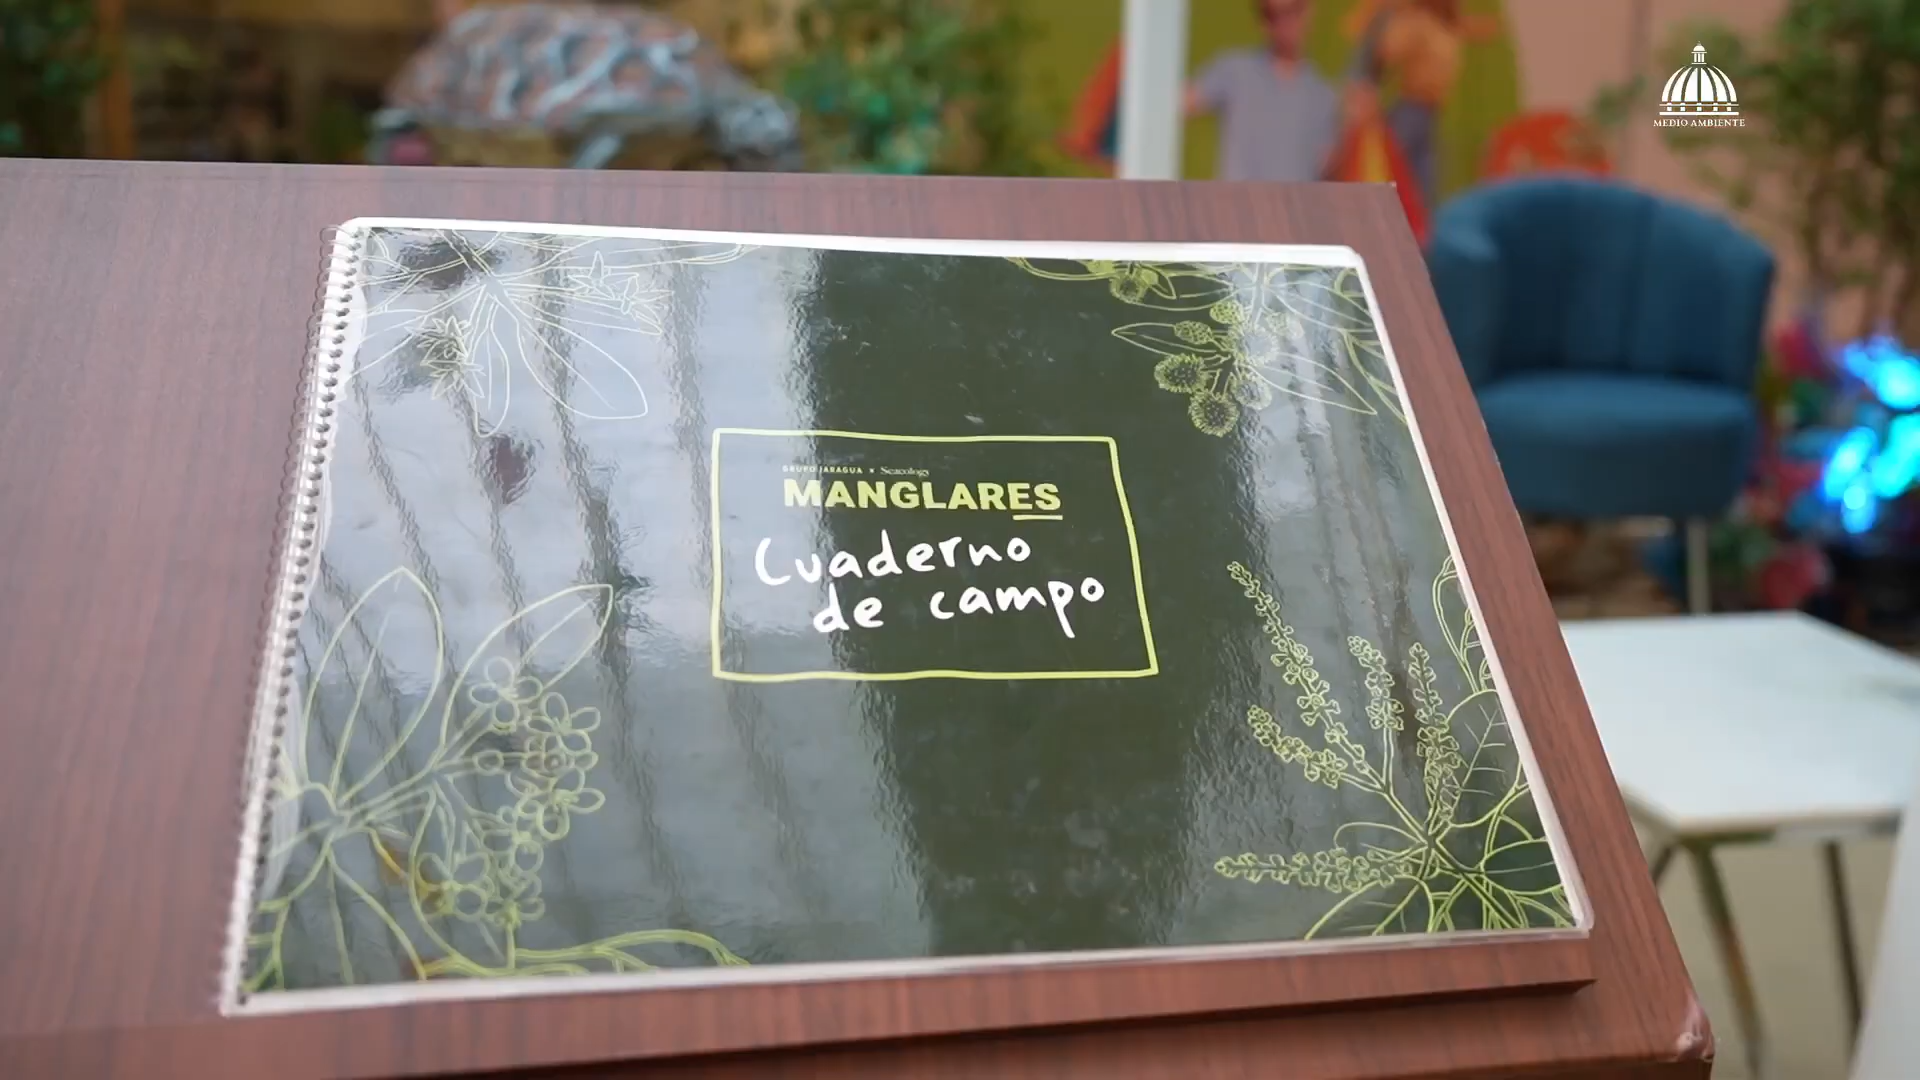 MEDIO AMBIENTE
GRUPO JARAGUA × Seacology
MANGLARES
Cuaderno
de campo